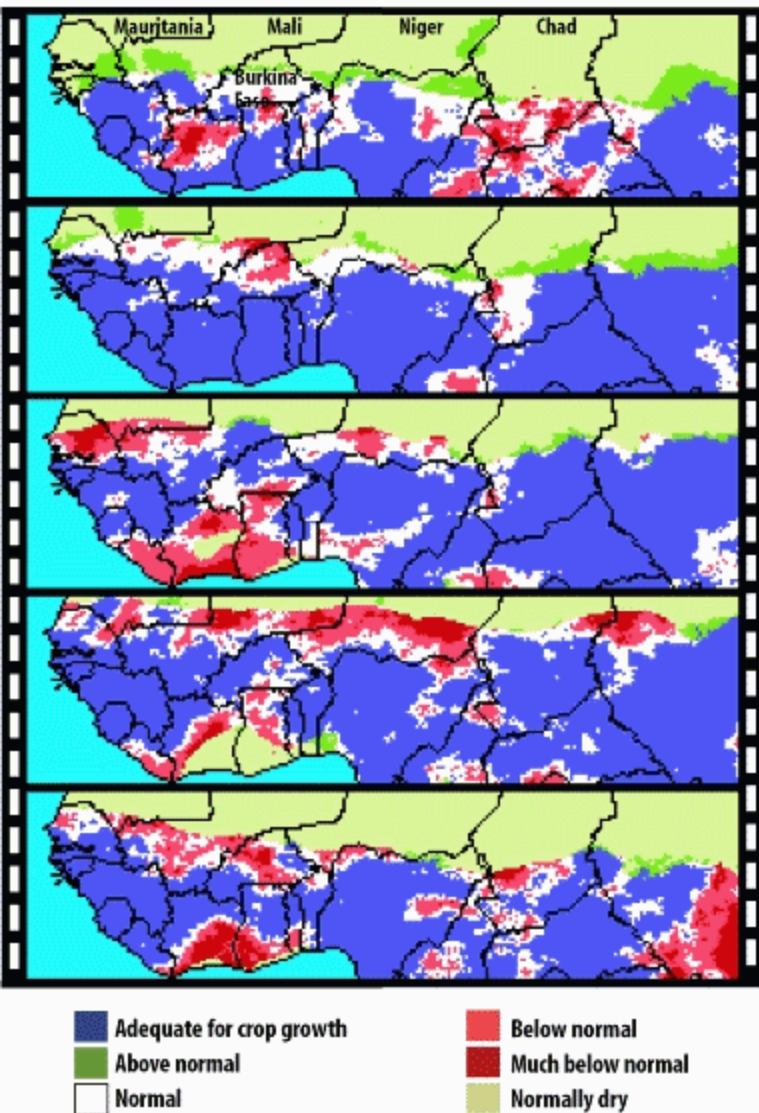 Mauritania Mali Niger Chad
Burkina
Faso
Adequate for crop growth
Above normal
Normal
Below normal
Much below normal
Normally dry